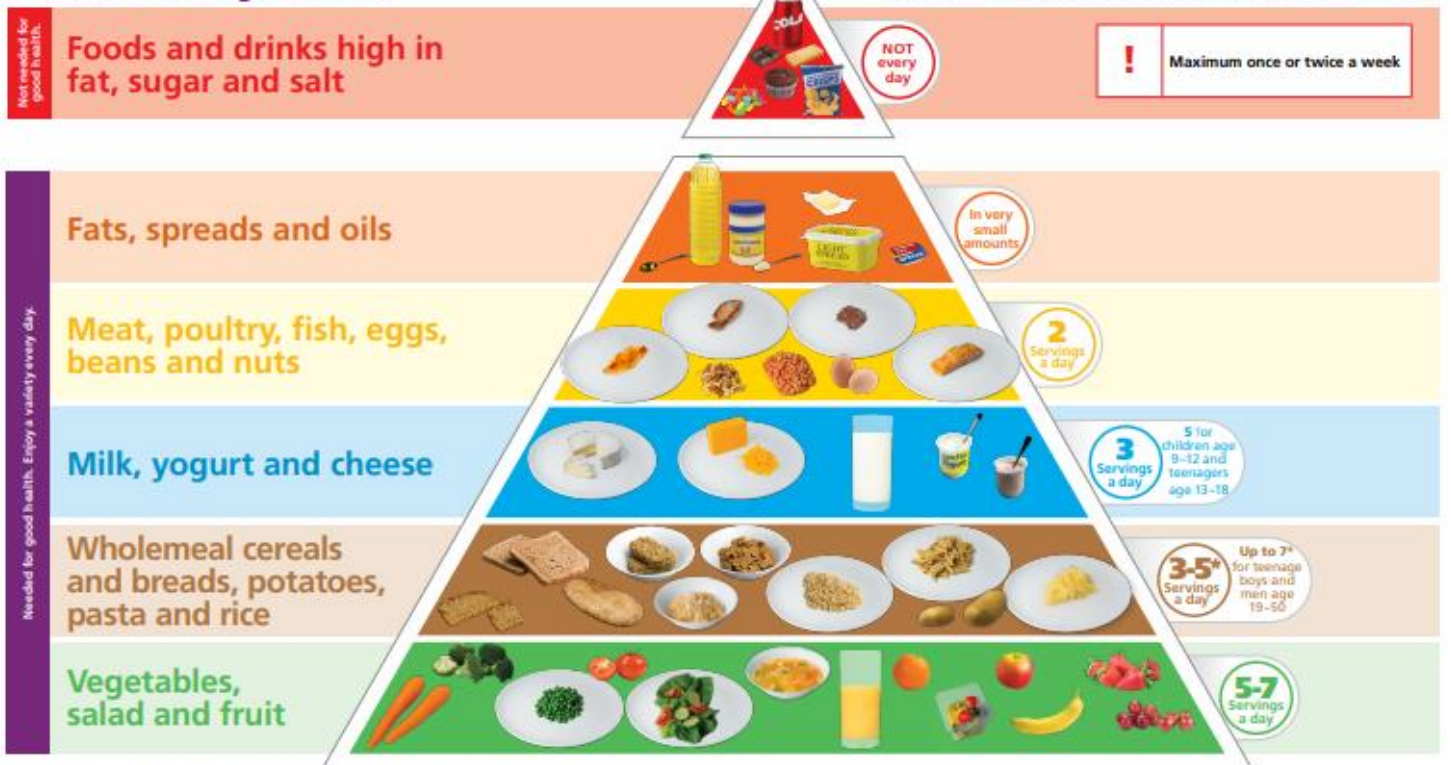 Not needed for
good health.
Foods and drinks high in
fat, sugar and salt
COLA
CRISPS
NOT
every
day
!
Maximum once or twice a week
Needed for good health. Enjoy a variety every day.
Fats, spreads and oils
LIGHT
SPREAD
In very
small
amounts
Meat, poultry, fish, eggs,
beans and nuts
2
Servings
a day
Milk, yogurt and cheese
3
Servings
a day
5 for
children age
9–12 and
teenagers
age 13–18
Wholemeal cereals
and breads, potatoes,
pasta and rice
3-5*
Servings
a day
Up to 7*
for teenage
boys and
men age
19–50
Vegetables,
salad and fruit
5-7
Servings
a day